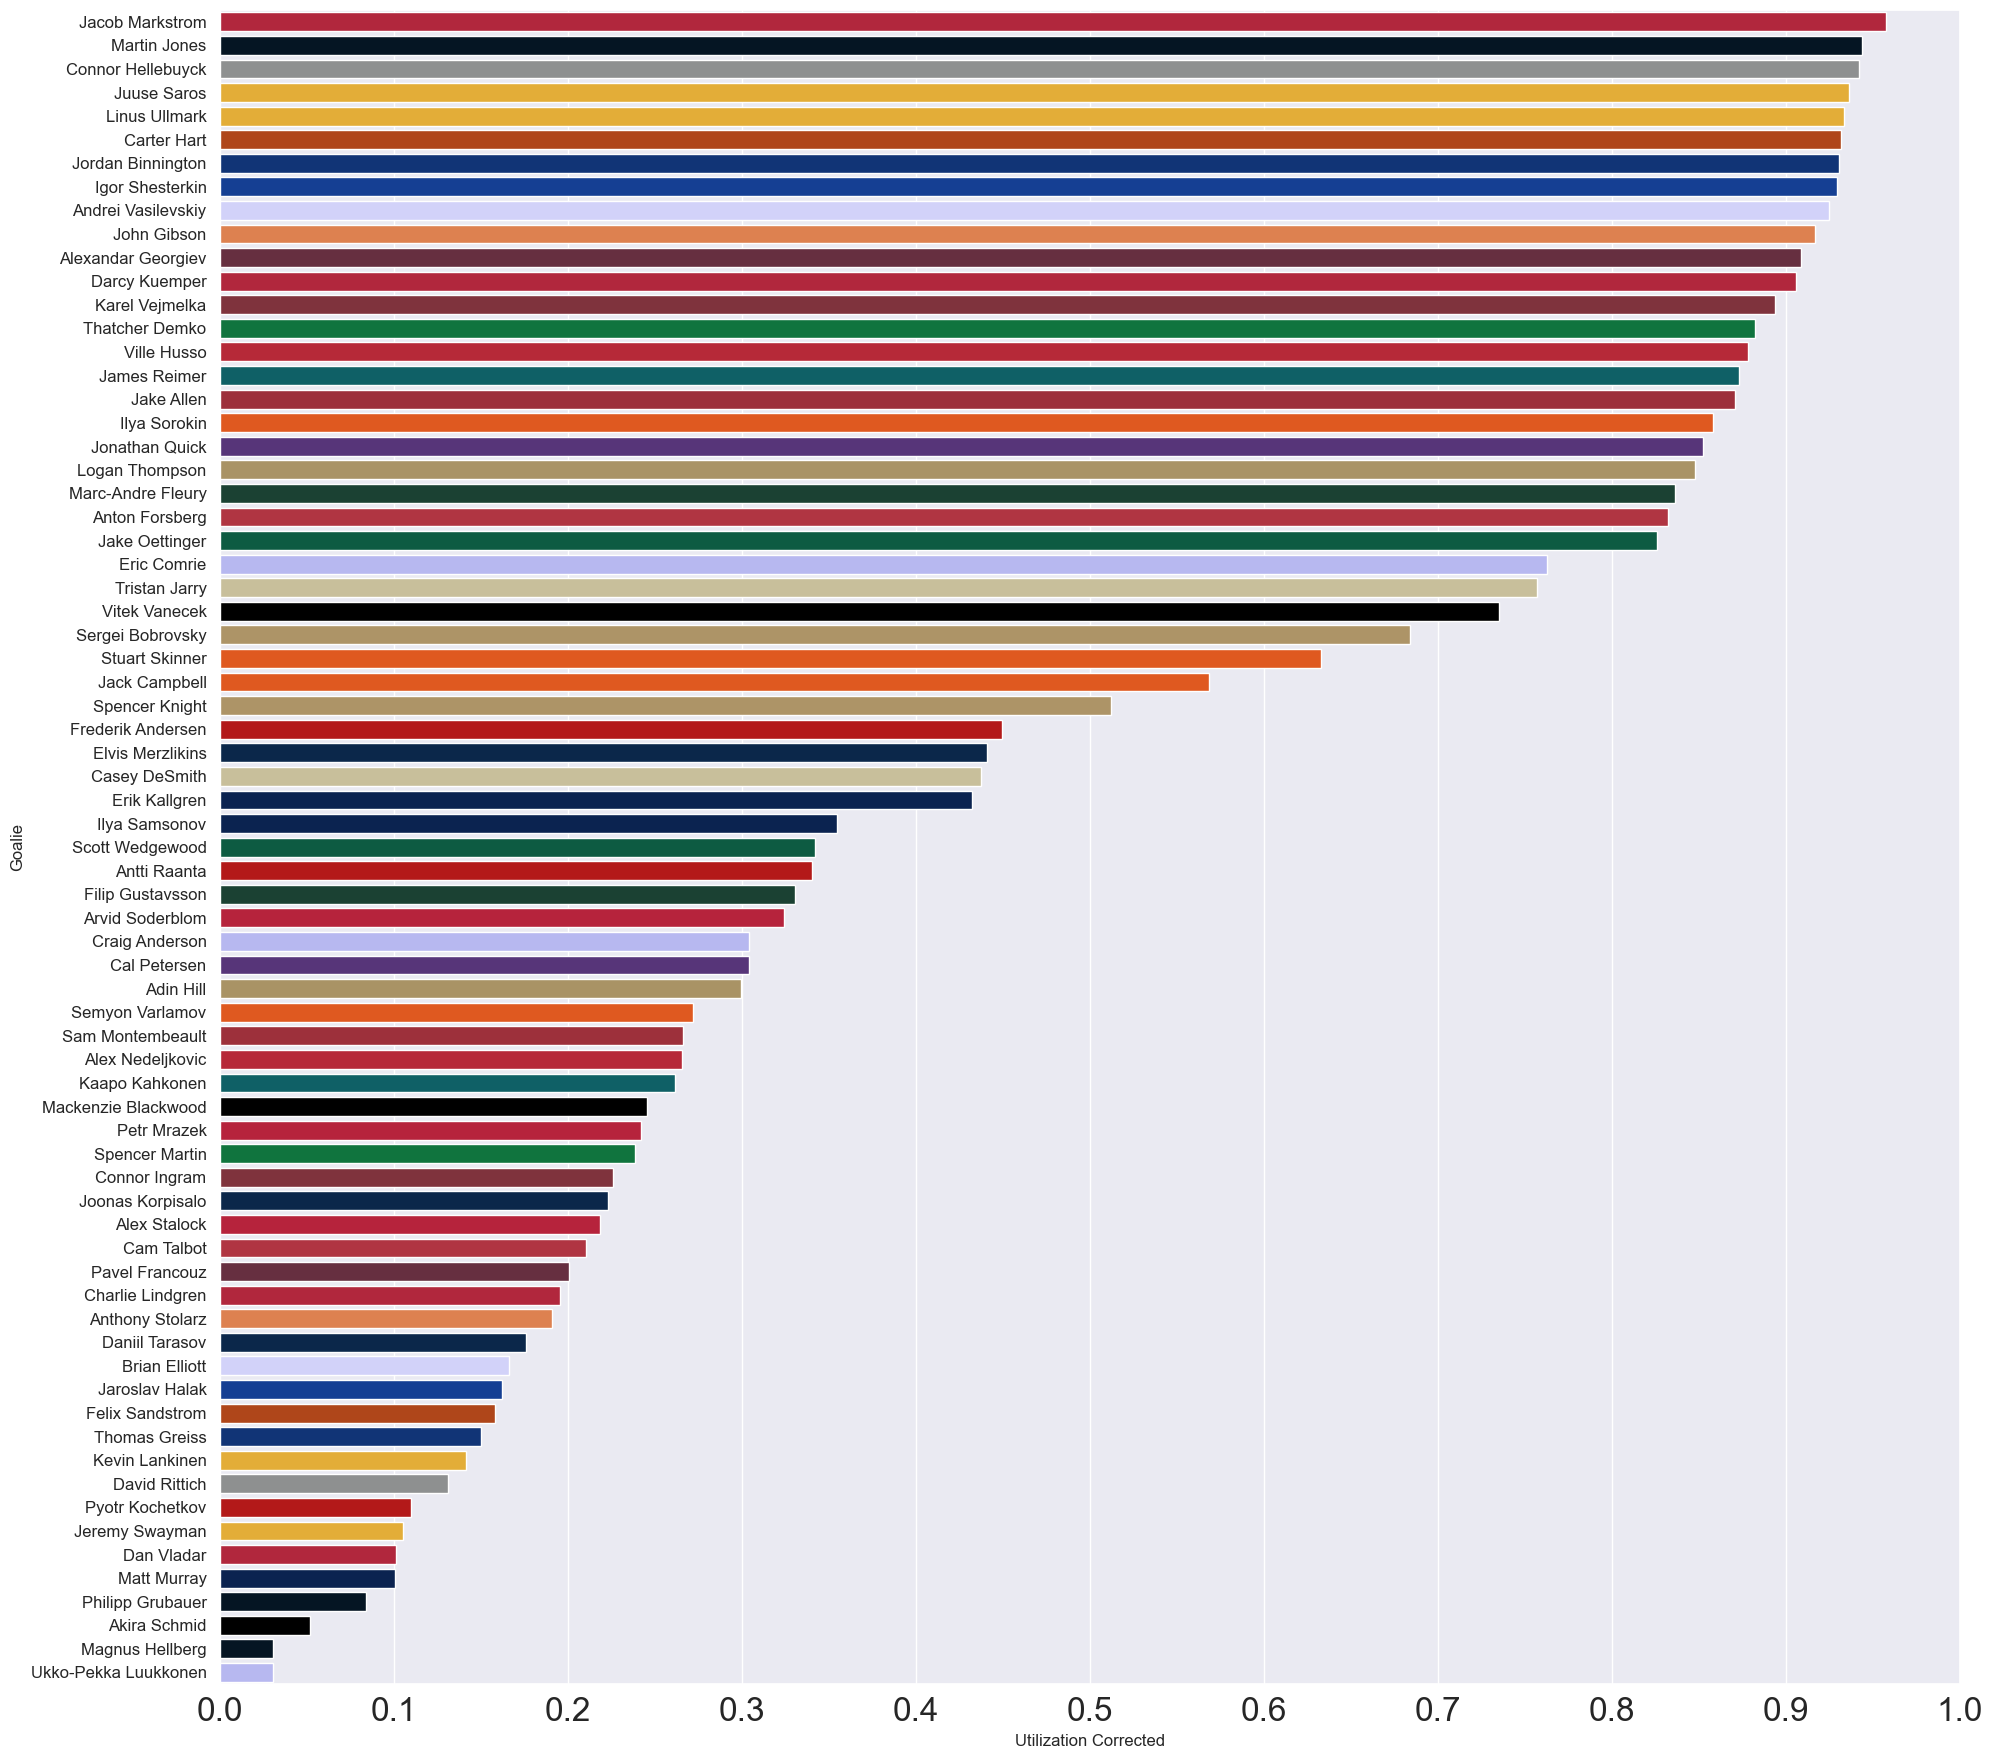 Jacob Markstrom
Martin Jones
Connor Hellebuyck
Juuse Saros
Linus Ullmark
Carter Hart
Jordan Binnington
Igor Shesterkin
Andrei Vasilevskiy
John Gibson
Alexandar Georgiev
Darcy Kuemper
Karel Vejmelka
Thatcher Demko
Ville Husso
James Reimer
Jake Allen
Ilya Sorokin
Jonathan Quick
Logan Thompson
Marc-Andre Fleury
Anton Forsberg
Jake Oettinger
Eric Comrie
Tristan Jarry
Vitek Vanecek
Sergei Bobrovsky
Stuart Skinner
Jack Campbell
Spencer Knight
Frederik Andersen
Elvis Merzlikins
Casey DeSmith
Erik Kallgren
Ilya Samsonov
Scott Wedgewood
Antti Raanta
Filip Gustavsson
Arvid Soderblom
Craig Anderson
Cal Petersen
Adin Hill
Semyon Varlamov
Sam Montembeault
Alex Nedeljkovic
Kaapo Kahkonen
Mackenzie Blackwood
Petr Mrazek
Spencer Martin
Connor Ingram
Joonas Korpisalo
Alex Stalock
Cam Talbot
Pavel Francouz
Charlie Lindgren
Anthony Stolarz
Daniil Tarasov
Brian Elliott
Jaroslav Halak
Felix Sandstrom
Thomas Greiss
Kevin Lankinen
David Rittich
Pyotr Kochetkov
Jeremy Swayman
Dan Vladar
Matt Murray
Philipp Grubauer
Akira Schmid
Magnus Hellberg
Ukko-Pekka Luukkonen
Goalie
0.0 0.1 0.2 0.3 0.4 0.5 0.6 0.7 0.8 0.9 1.0
Utilization Corrected